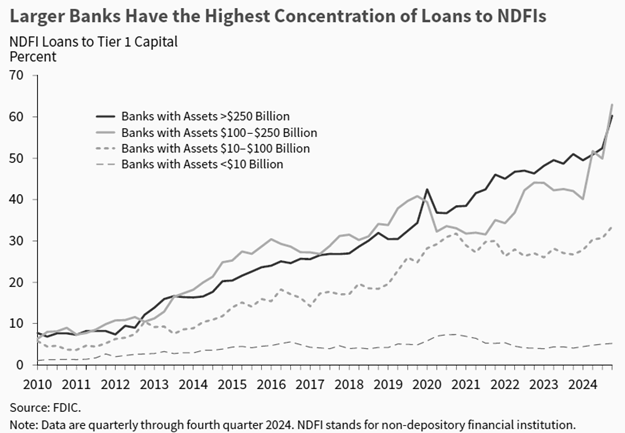 Larger Banks Have the Highest Concentration of Loans to NDFIs
NDFI Loans to Tier 1 Capital
Percent
70
60
50
40
30
20
10
0
Banks with Assets >$250 Billion
Banks with Assets $100–$250 Billion
Banks with Assets $10–$100 Billion
Banks with Assets <$10 Billion
2010 2011 2012 2013 2014 2015 2016 2017 2018 2019 2020 2021 2022 2023 2024
Source: FDIC.
Note: Data are quarterly through fourth quarter 2024. NDFI stands for non-depository financial institution.